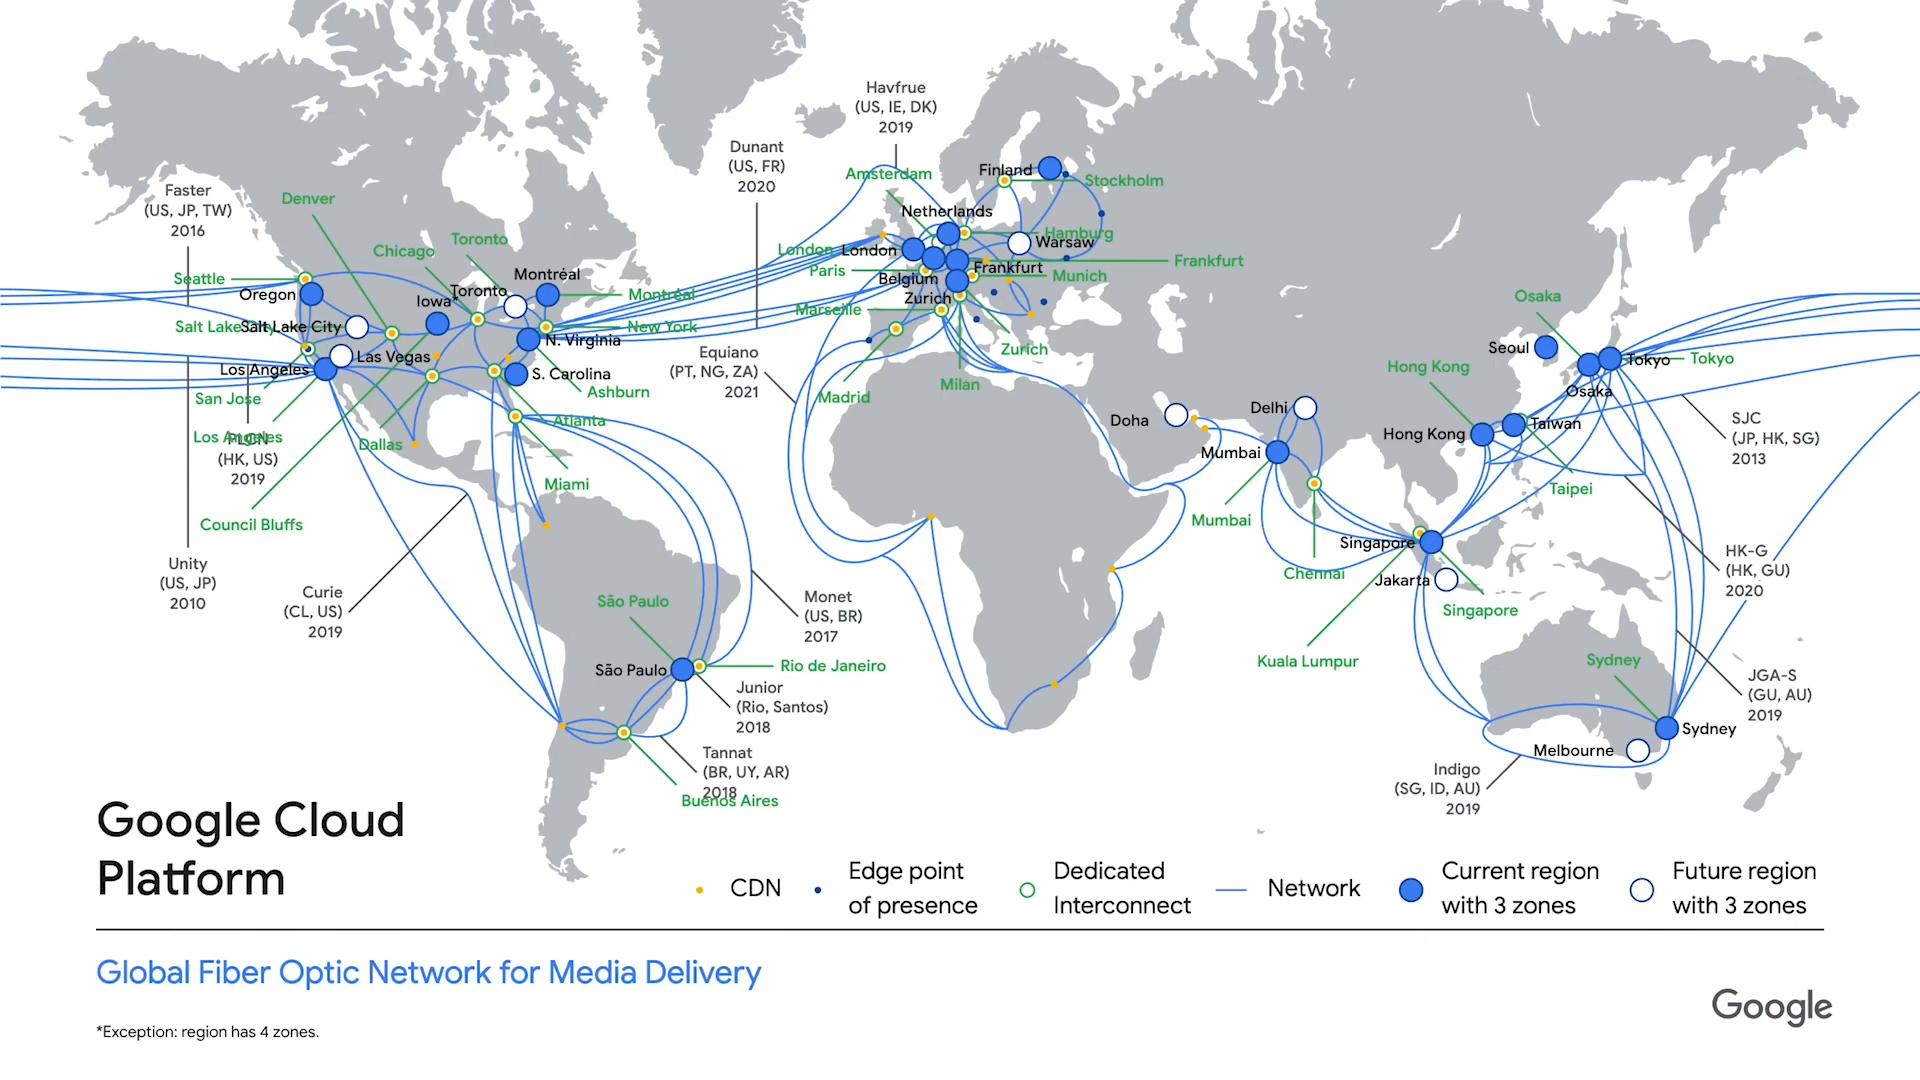 Havfrue
(US, IE, DK)
2019
Dunant
(US, FR)
2020
Amsterdam
Finland
Stockholm
Faster
(US, JP, TW)
2016
Denver
Netherlands
Chicago
Toronto
London
London
Hamburg
Warsaw
Seattle
Montréal
Paris
Belgium
Frankfurt
Munich
Frankfurt
Oregon
Iowa*
Toronto
Montréal
Zurich
Marseille
Osaka
Salt Lake
Salt Lake City
New York
N. Virginia
Seoul
Los Angeles
Las Vegas
Equiano
(PT, NG, ZA)
2021
Zurich
Tokyo
Tokyo
S. Carolina
Ashburn
Milan
Hong Kong
Osaka
San Jose
Madrid
Doha
Delhi
Los Angeles
PLCN
(HK, US)
2019
Dallas
Atlanta
Hong Kong
Taiwan
SJC
(JP, HK, SG)
2013
Mumbai
Miami
Taipei
Council Bluffs
Mumbai
Unity
(US, JP)
2010
Singapore
Chennai
HK-G
(HK, GU)
2020
Curie
(CL, US)
2019
Jakarta
São Paulo
Monet
(US, BR)
2017
Singapore
São Paulo
Rio de Janeiro
Kuala Lumpur
Sydney
Junior
(Rio, Santos)
2018
JGA-S
(GU, AU)
2019
Tannat
(BR, UY, AR)
2018
Sydney
Melbourne
Buenos Aires
Indigo
(SG, ID, AU)
2019
Google Cloud
Platform
CDN
Edge point
of presence
Dedicated
Interconnect
Network
Current region
with 3 zones
Future region
with 3 zones
Global Fiber Optic Network for Media Delivery
Google
*Exception: region has 4 zones.